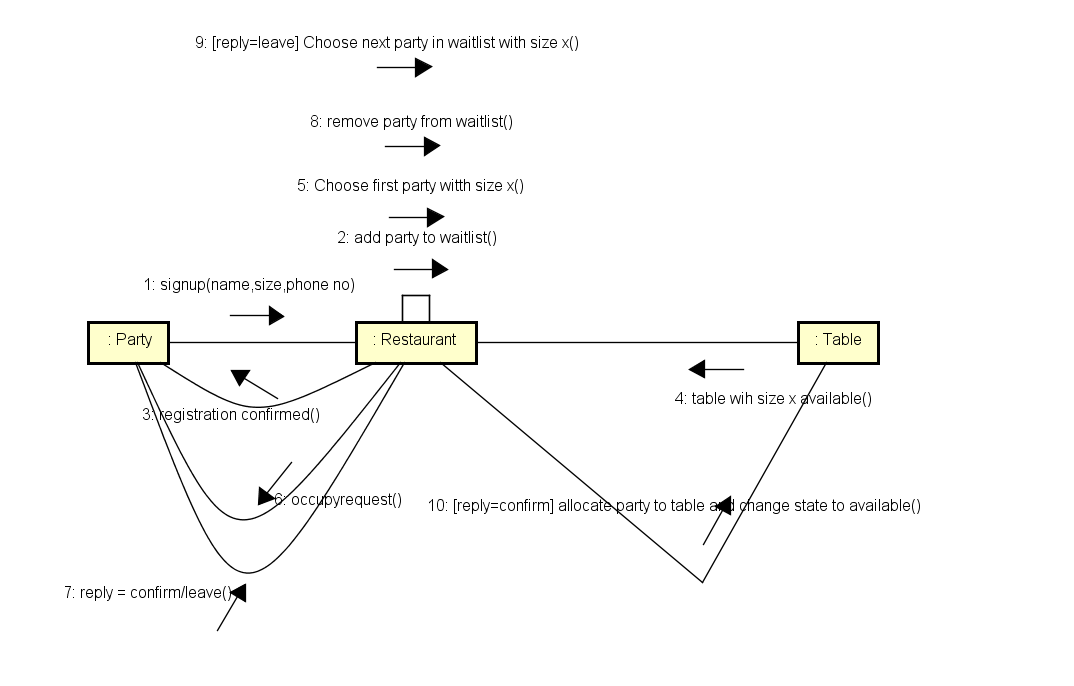 9: [reply=leave] Choose next party in waitlist with size x()
8: remove party from waitlist()
5: Choose first party witth size x()
2: add party to waitlist()
1: signup(name,size,phone no)
: Party
: Restaurant
: Table
4: table wih size x available()
3: registration confirmed()
6: occupyrequest()
10: [reply=confirm] allocate party to table and change state to available()
7: reply = confirm/leave()